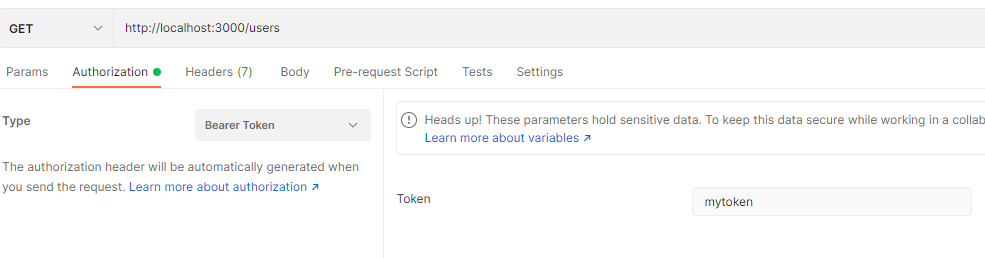 GET http://localhost:3000/users
Params Authorization Headers (7) Body Pre-request Script Tests Settings
Type Bearer Token
The authorization header will be automatically generated when
you send the request. Learn more about authorization ↗
Heads up! These parameters hold sensitive data. To keep this data secure while working in a collab
Learn more about variables ↗
Token mytoken